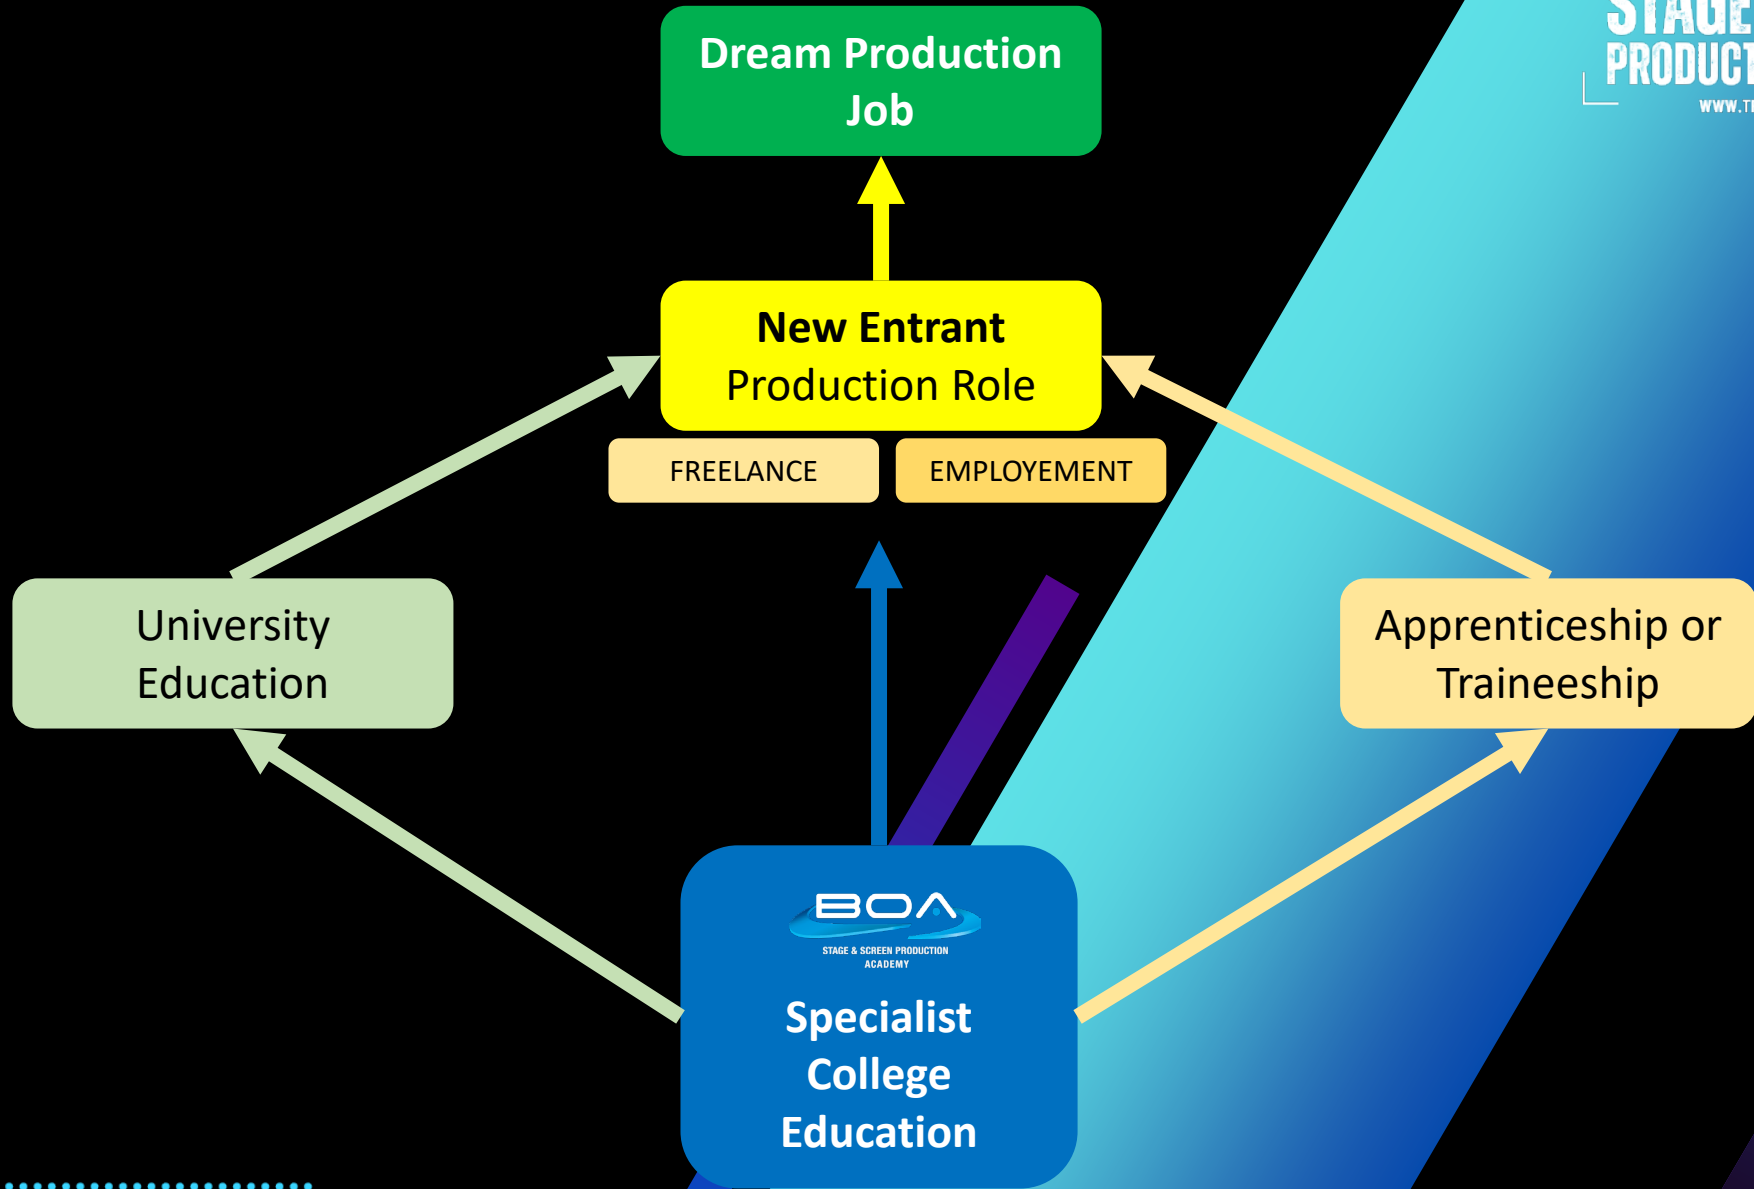 STAGE
Dream Production
Job
New Entrant
Production Role
FREELANCE
EMPLOYEMENT
University
Education
Apprenticeship or
Traineeship
BOA
STAGE & SCREEN PRODUCTION
ACADEMY
Specialist
College
Education